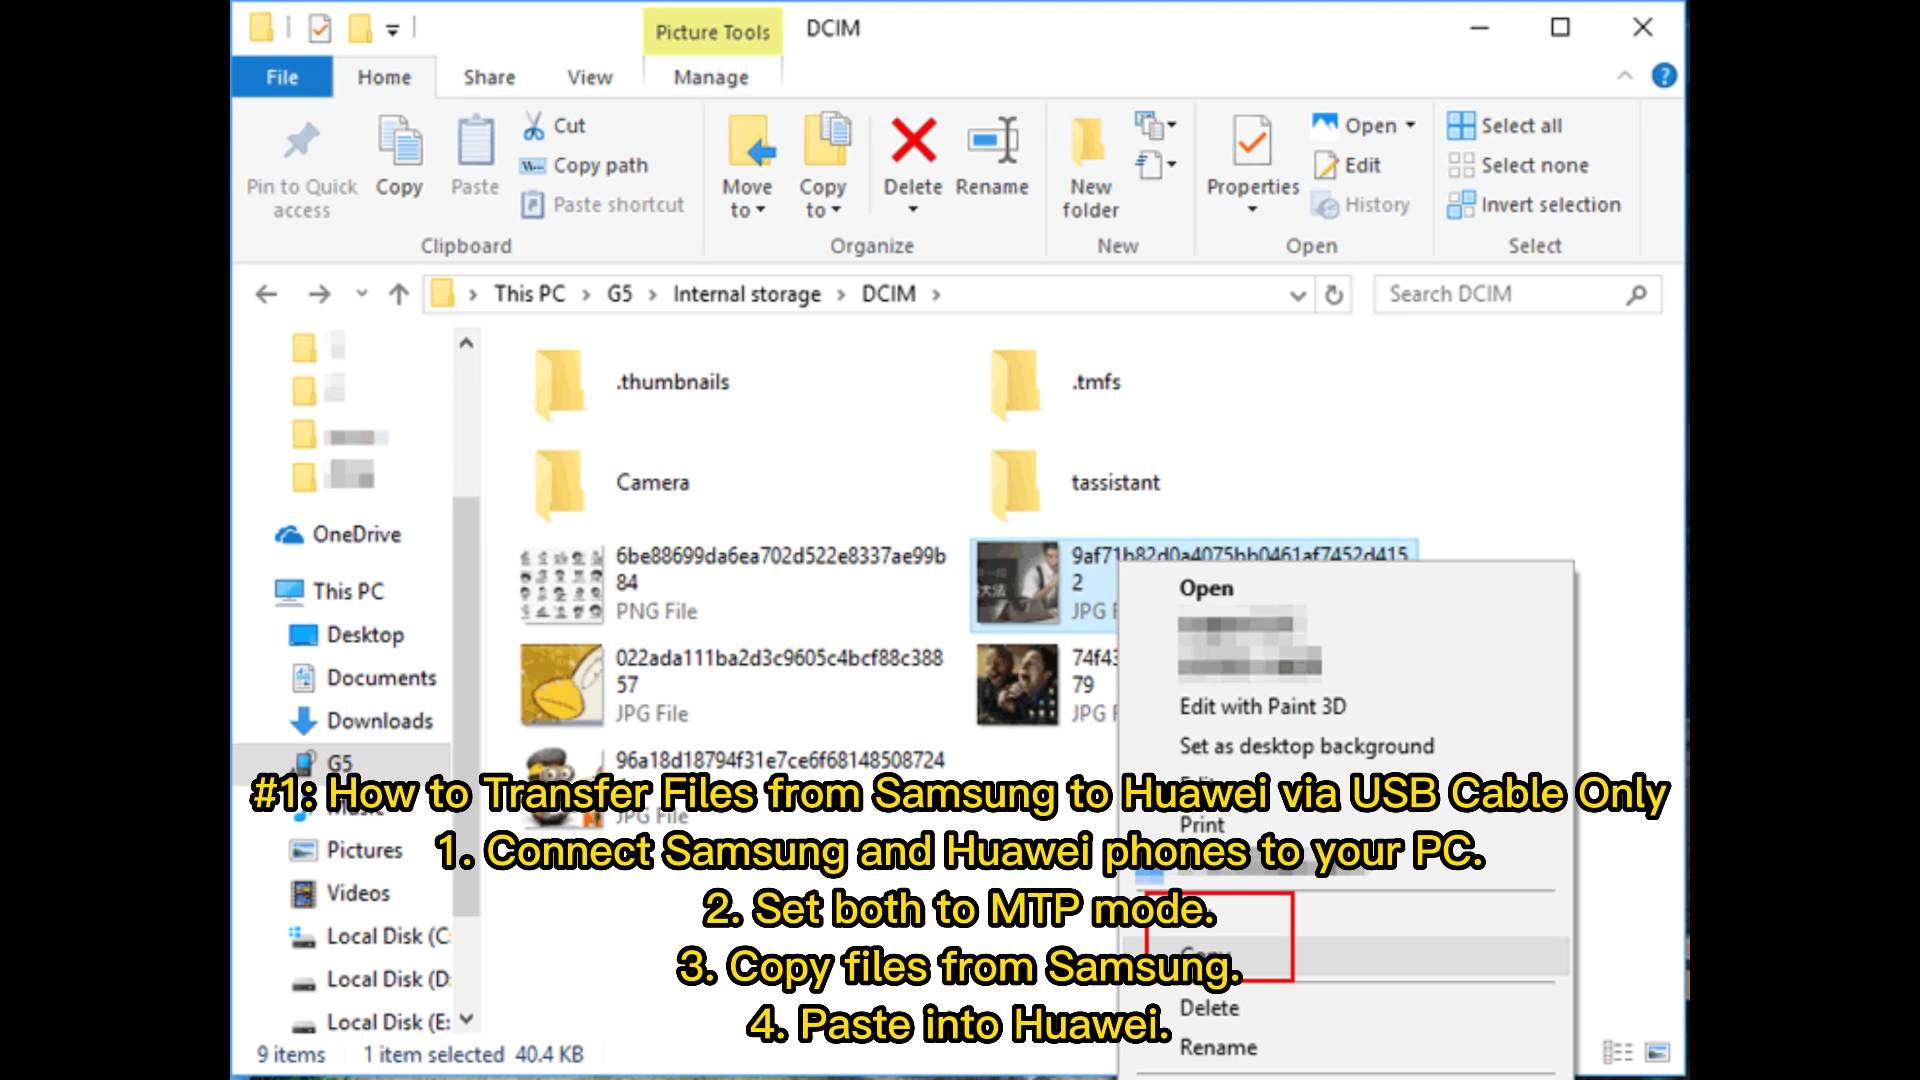 Picture Tools
DCIM
File
Home
Share
View
Manage
Pin to Quick
access
Copy
Paste
Cut
Copy path
Paste shortcut
Clipboard
Move
to
Copy
to
Delete
Rename
Organize
New
folder
New
Properties
Open
Edit
History
Open
Select all
Select none
Invert selection
Select
This PC > G5 > Internal storage > DCIM >
Search DCIM
OneDrive
This PC
Desktop
Documents
Downloads
G5
Music
Pictures
Videos
Local Disk (C:
Local Disk (D:
Local Disk (E:
.thumbnails
.tmfs
Camera
tassistant
6be88699da6ea702d522e8337ae99b
84
PNG File
9af71b82d0a4075bb0461af7452d415
2
JPG F
022ada111ba2d3c9605c4bcf88c388
57
JPG File
74f43
79
JPG F
96a18d18794f31e7ce6f68148508724
JPG File
Open
Edit with Paint 3D
Set as desktop background
Edit
Print
Copy
Delete
Rename
#1: How to Transfer Files from Samsung to Huawei via USB Cable Only
1. Connect Samsung and Huawei phones to your PC.
2. Set both to MTP mode.
3. Copy files from Samsung.
4. Paste into Huawei.
9 items
1 item selected 40.4 KB